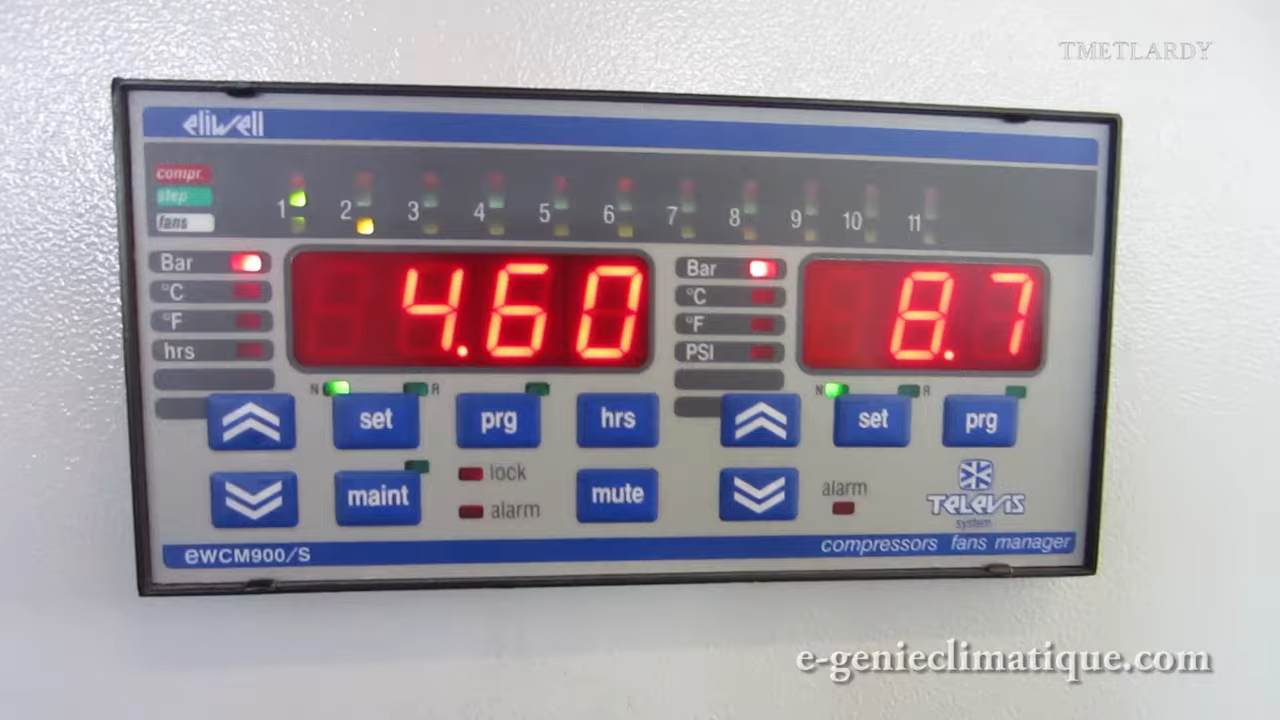 TMETLARDY
eliwell
compr.
step
fans
1 2 3 4 5 6 7 8 9 10 11
Bar
°C
°F
hrs
4.60
Bar
°C
°F
PSI
8.7
N R
N R
set
prg
hrs
set
prg
maint
lock
alarm
mute
alarm
TELEVIS
system
eWCM900/S
compressors fans manager
e-genieclimatique.com